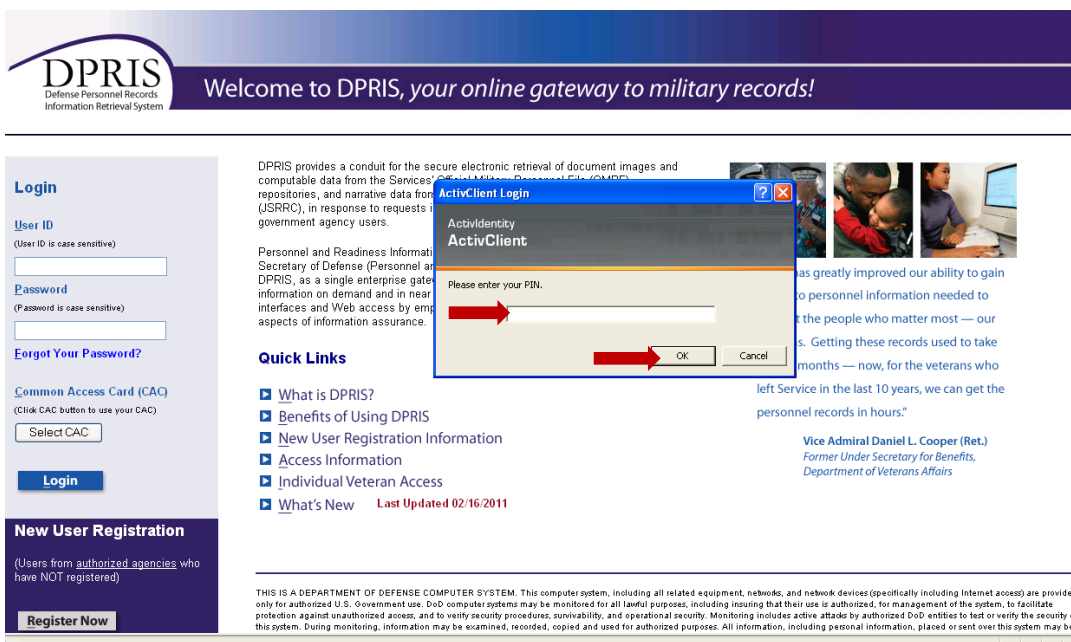 DPRIS
Defense Personnel Records
Information Retrieval System
Welcome to DPRIS, your online gateway to military records!
Login
User ID
(User ID is case sensitive)
Password
(Password is case sensitive)
Forgot Your Password?
Common Access Card (CAC)
(Click CAC button to use your CAC)
Select CAC
Login
New User Registration
(Users from authorized agencies who
have NOT registered)
Register Now
DPRIS provides a conduit for the secure electronic retrieval of document images and
computable data from the Services' Official Military Personnel File (OMPF)
repositories, and narrative data from
(JSRRC), in response to requests
government agency users.
Personnel and Readiness
Secretary of Defense (Personnel
DPRIS, as a single enterprise
information on demand and in near
interfaces and Web access by
aspects of information assurance.
Quick Links
What is DPRIS?
Benefits of Using DPRIS
New User Registration Information
Access Information
Individual Veteran Access
What's New Last Updated 02/16/2011
ActivClient Login
ActivIdentity
ActivClient
Please enter your PIN.
OK
Cancel
has greatly improved our ability to gain
to personnel information needed to
the people who matter most — our
Getting these records used to take
months — now, for the veterans who
left Service in the last 10 years, we can get the
personnel records in hours."
Vice Admiral Daniel L. Cooper (Ret.)
Former Under Secretary for Benefits,
Department of Veterans Affairs
THIS IS A DEPARTMENT OF DEFENSE COMPUTER SYSTEM. This computer system, including all related equipment, networks, and network devices (specifically including Internet access) are provide
only for authorized U.S. Government use. DoD computer systems may be monitored for all lawful purposes, including insuring that their use is authorized, for management of the system, to facilitate
protection against unauthorized access, and to verify security procedures, survivability, and operational security. Monitoring includes active attacks by authorized DoD entities to test or verify the security
this system. During monitoring, information may be examined, recorded, copied and used for authorized purposes. All information, including personal information, placed or sent over this system may be